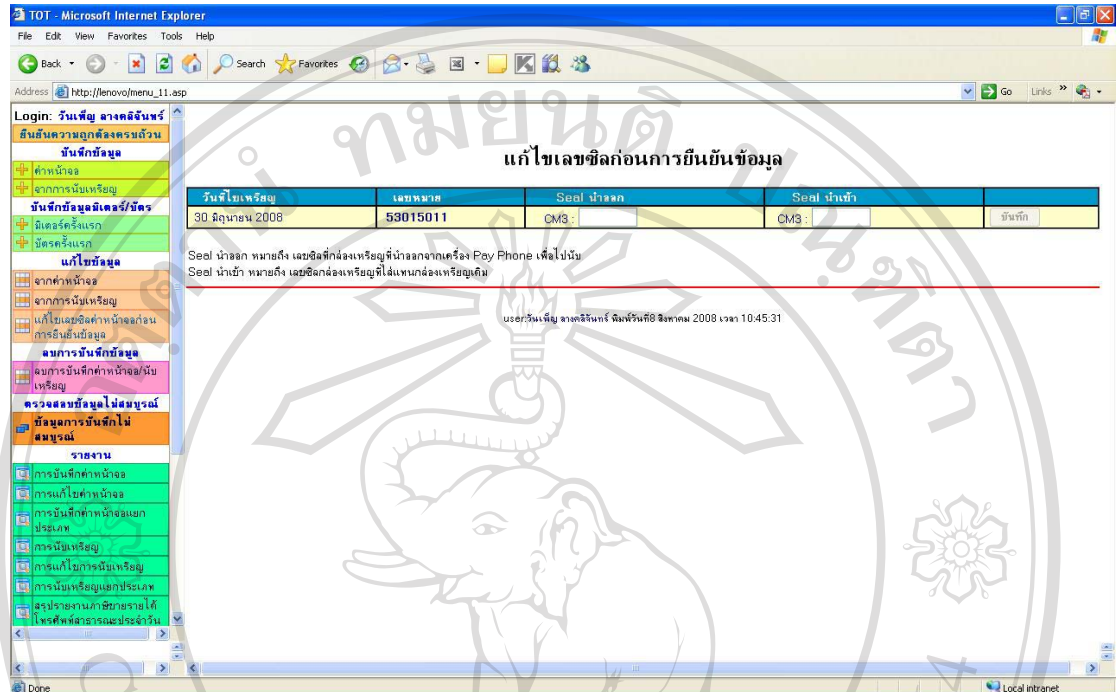 TOT - Microsoft Internet Explorer
File Edit View Favorites Tools Help
Back Search Favorites
Address http://lenovo/menu_11.asp Go Links »
Login: วันเพ็ญ ลางคลิจันทร์
ยืนยันความถูกต้องครบถ้วน
บันทึกข้อมูล
ค่าหน้าจอ
จากการนับเหรียญ
บันทึกข้อมูลมิเตอร์/บัตร
มิเตอร์ครั้งแรก
บัตรครั้งแรก
แก้ไขข้อมูล
จากค่าหน้าจอ
จากการนับเหรียญ
แก้ไขเลขซีลค่าหน้าจอก่อน
การยืนยันข้อมูล
ลบการบันทึกข้อมูล
ลบการบันทึกค่าหน้าจอ/นับ
เหรียญ
ตรวจสอบข้อมูลไม่สมบูรณ์
ข้อมูลการบันทึกไม่
สมบูรณ์
รายงาน
การบันทึกค่าหน้าจอ
การแก้ไขค่าหน้าจอ
การบันทึกค่าหน้าจอแยก
ประเภท
การนับเหรียญ
การแก้ไขการนับเหรียญ
การนับเหรียญแยกประเภท
สรุปรายงานภาษีขายรายได้
โทรศัพท์สาธารณะประจำวัน
แก้ไขเลขซีลก่อนการยืนยันข้อมูล
วันที่ไขเหรียญ เลขหมาย Seal นำออก Seal นำเข้า
30 มิถุนายน 2008 53015011 CM3 : CM3 : บันทึก
Seal นำออก หมายถึง เลขซีลที่กล่องเหรียญที่นำออกจากเครื่อง Pay Phone เพื่อไปนับ
Seal นำเข้า หมายถึง เลขซีลกล่องเหรียญที่ใส่แทนกล่องเหรียญเดิม
user:วันเพ็ญ ลางคลิจันทร์ พิมพ์วันที่8 สิงหาคม 2008 เวลา 10:45:31
Done Local intranet